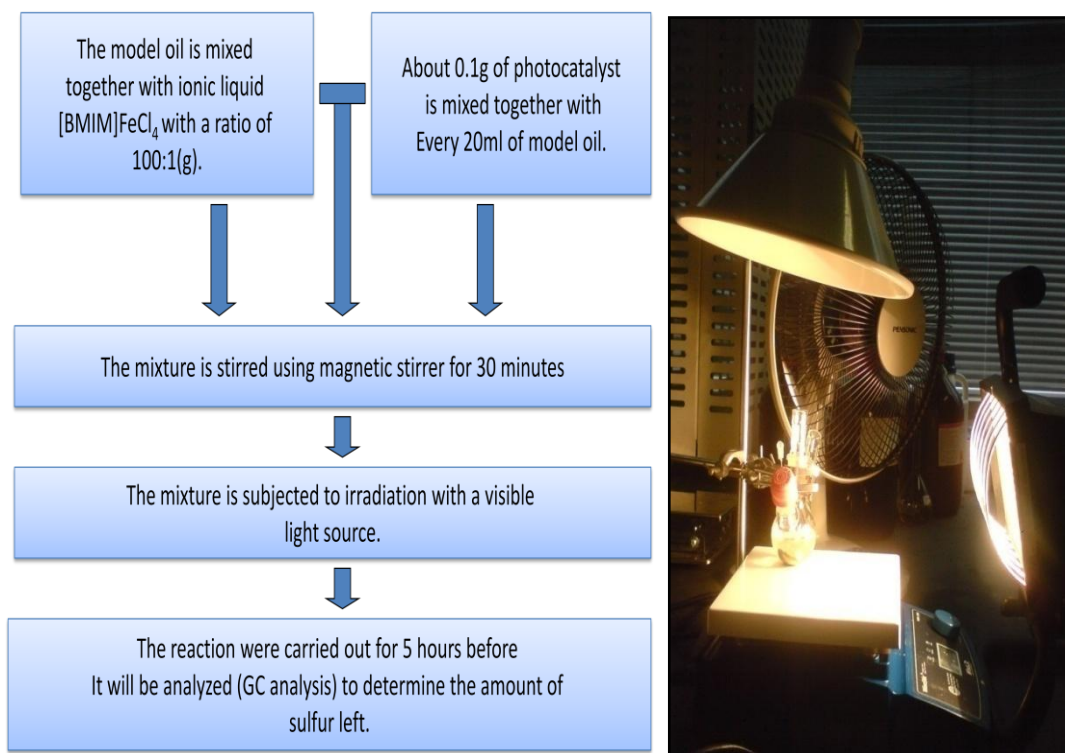 The model oil is mixed
together with ionic liquid
[BMIM]FeCl₄ with a ratio of
100:1(g).
About 0.1g of photocatalyst
is mixed together with
Every 20ml of model oil.
The mixture is stirred using magnetic stirrer for 30 minutes
The mixture is subjected to irradiation with a visible
light source.
The reaction were carried out for 5 hours before
It will be analyzed (GC analysis) to determine the amount of
sulfur left.
PENSONIC